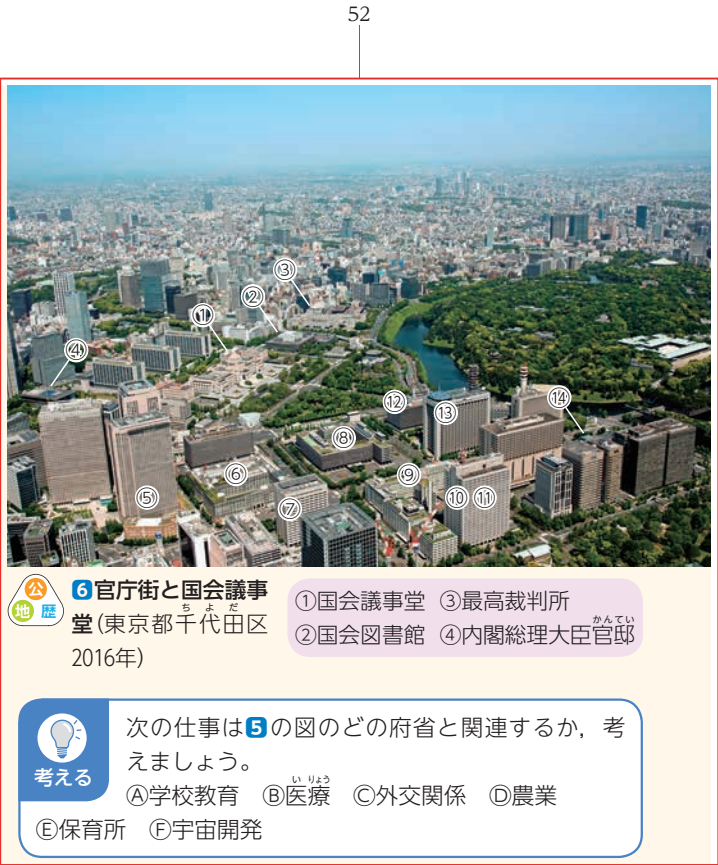 52
③
②
①
④
⑫
⑬
⑭
⑧
⑥
⑨
⑤
⑦
⑩
⑪
公
地 歴
6官庁街と国会議事
堂(東京都千代田区
ちよだ
2016年)
①国会議事堂 ③最高裁判所
②国会図書館 ④内閣総理大臣官邸
かんてい
考える
次の仕事は5の図のどの府省と関連するか，考
えましょう。
Ⓐ学校教育 Ⓑ医療 Ⓒ外交関係 Ⓓ農業
いりょう
Ⓔ保育所 Ⓕ宇宙開発